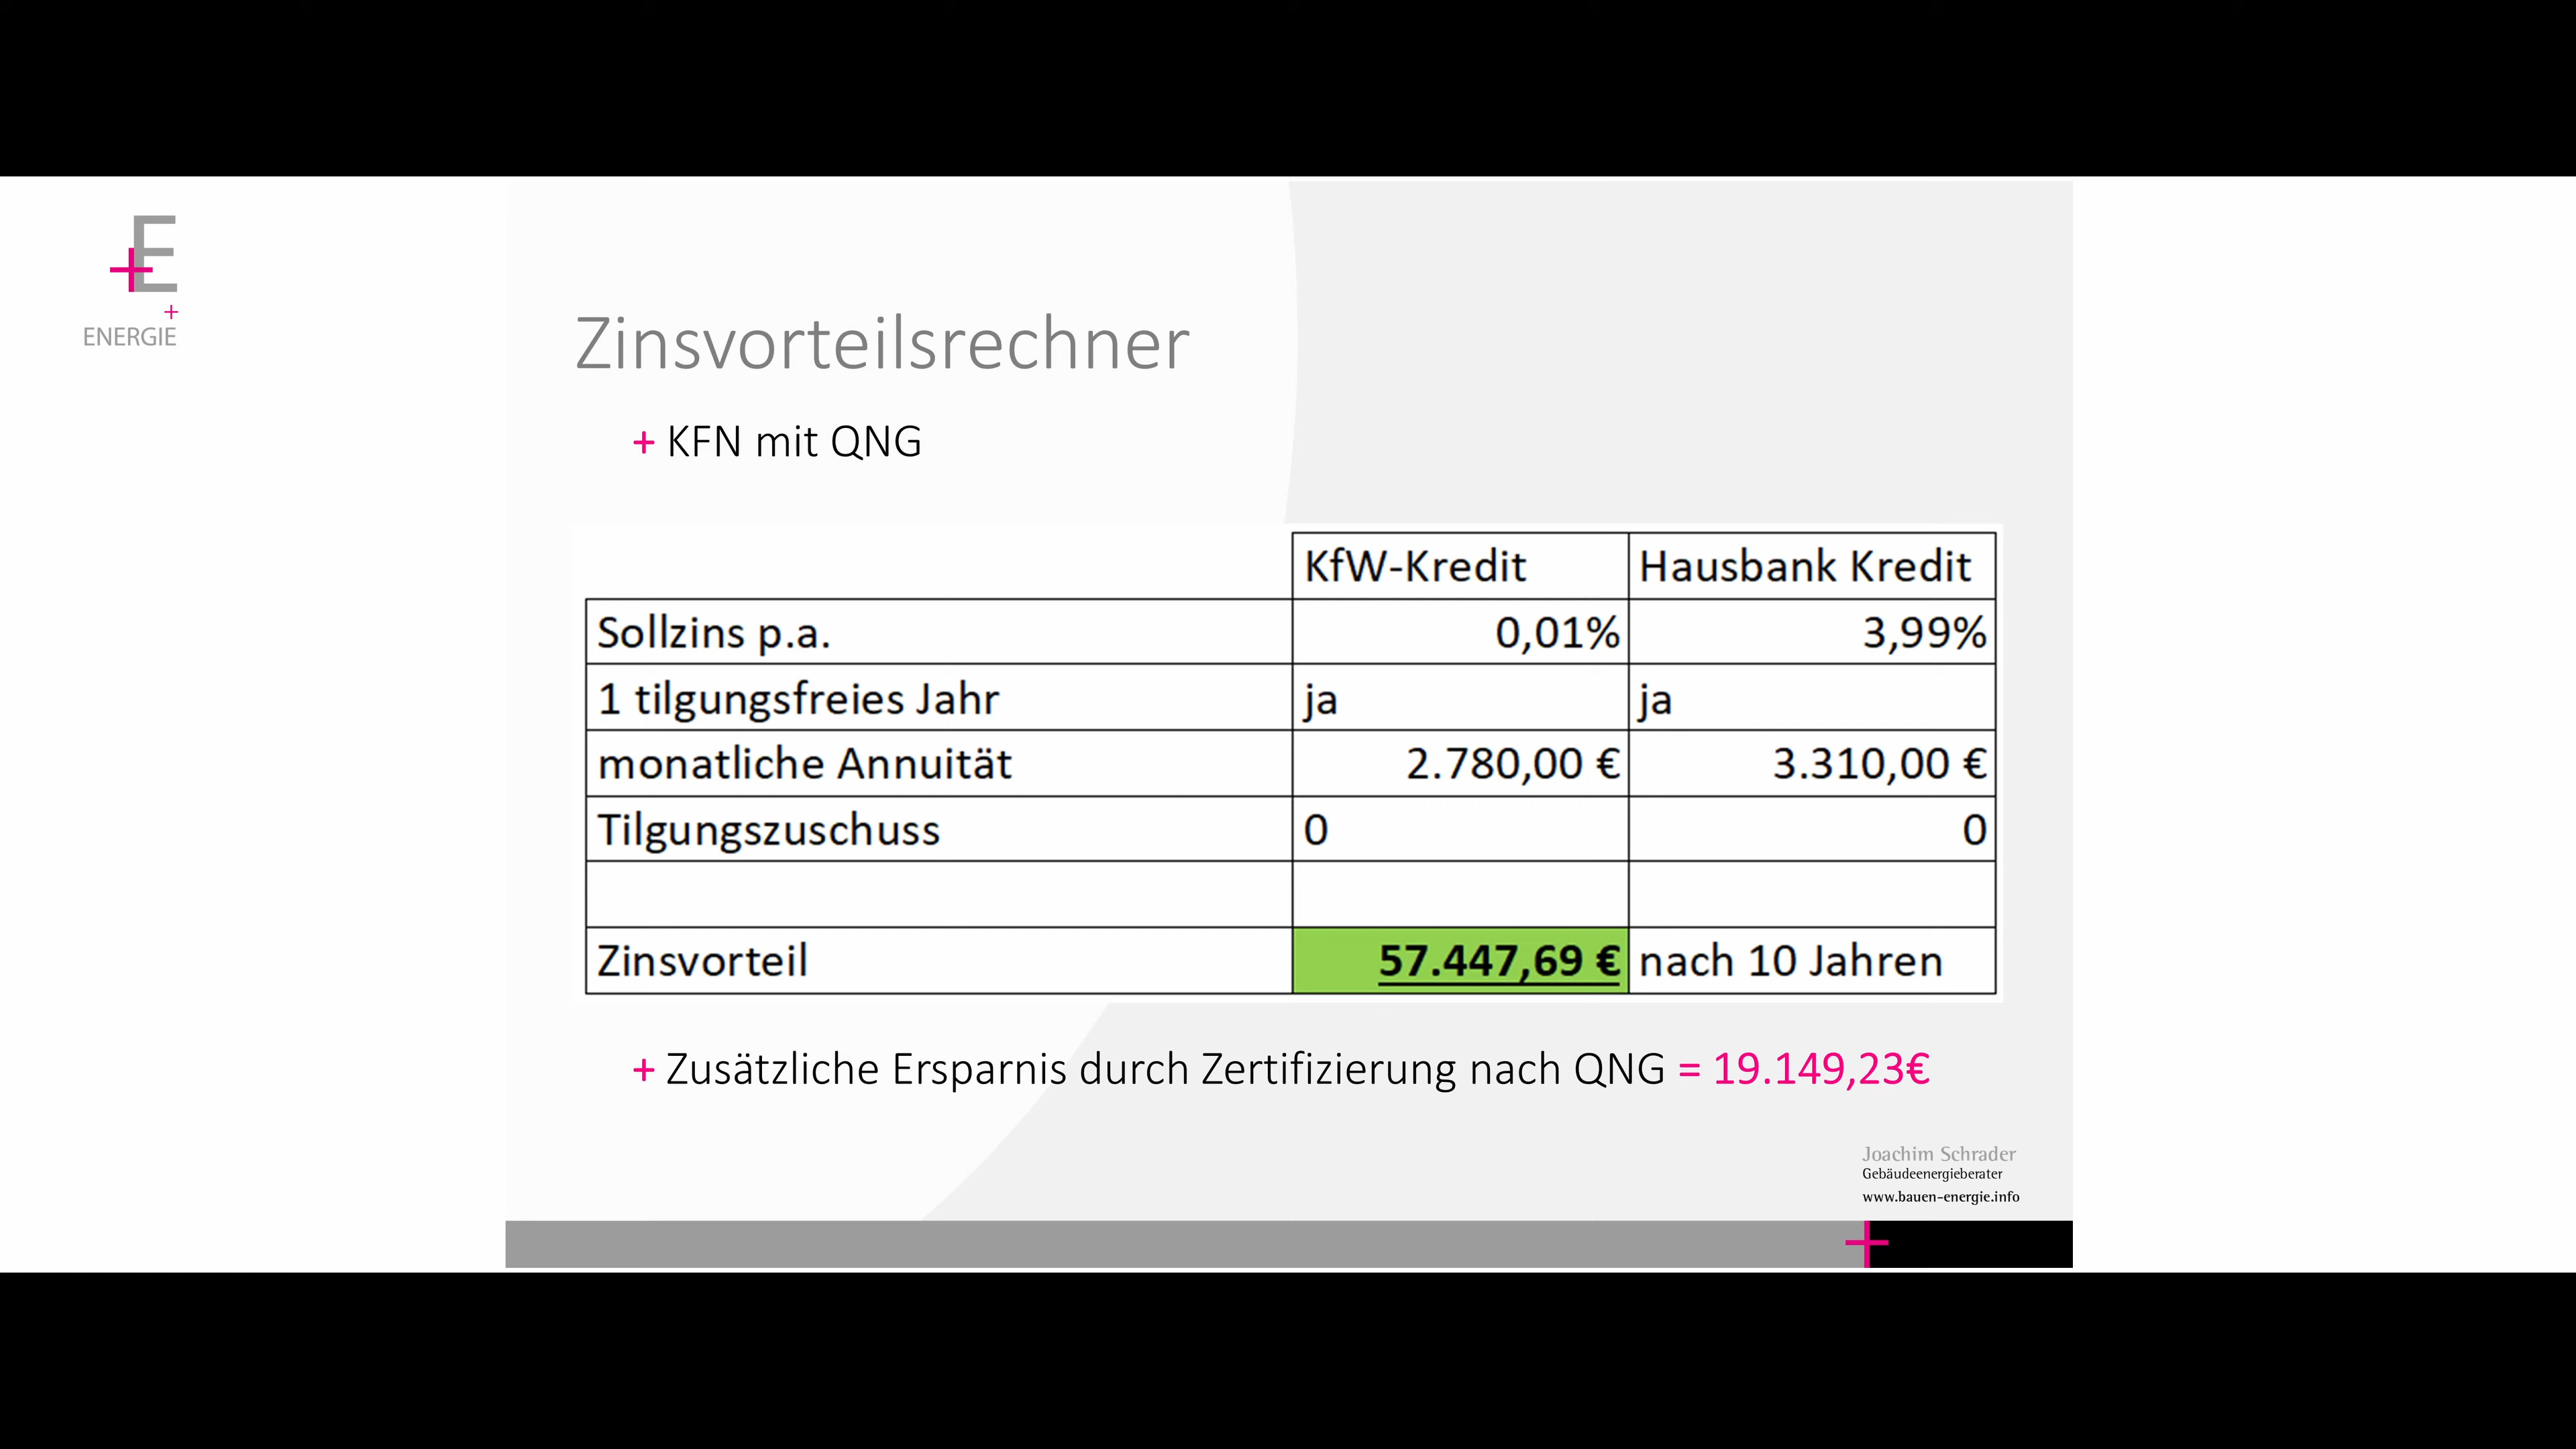 E
+
ENERGIE
Zinsvorteilsrechner
+ KFN mit QNG
KfW-Kredit Hausbank Kredit
Sollzins p.a. 0,01% 3,99%
1 tilgungsfreies Jahr ja ja
monatliche Annuität 2.780,00 € 3.310,00 €
Tilgungszuschuss 0 0
Zinsvorteil 57.447,69 € nach 10 Jahren
+ Zusätzliche Ersparnis durch Zertifizierung nach QNG = 19.149,23€
Joachim Schrader
Gebäudeenergieberater
www.bauen-energie.info